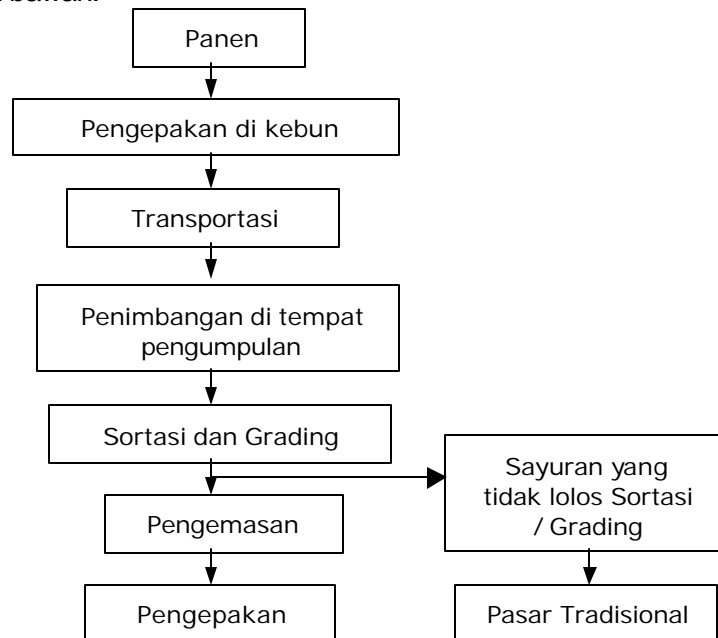 Panen
Pengepakan di kebun
Transportasi
Penimbangan di tempat
pengumpulan
Sortasi dan Grading
Sayuran yang
tidak lolos Sortasi
/ Grading
Pengemasan
Pengepakan
Pasar Tradisional